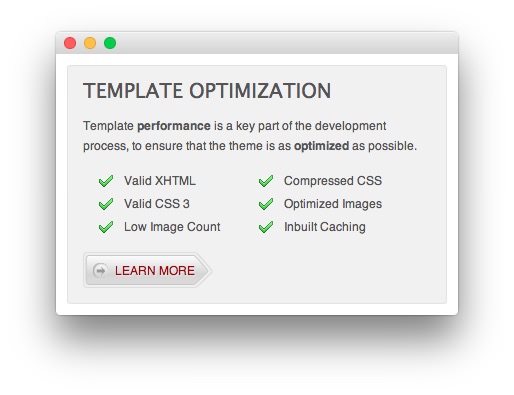 TEMPLATE OPTIMIZATION
Template performance is a key part of the development
process, to ensure that the theme is as optimized as possible.
Valid XHTML
Compressed CSS
Valid CSS 3
Optimized Images
Low Image Count
Inbuilt Caching
LEARN MORE